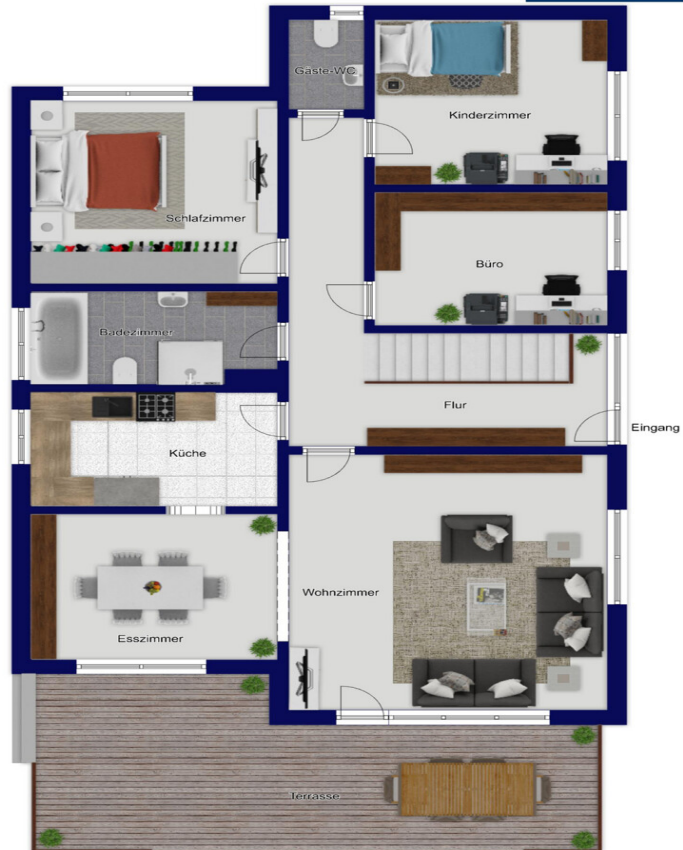 Gäste-WC
Kinderzimmer
Schlafzimmer
Büro
Badezimmer
Flur
Eingang
Küche
Wohnzimmer
Esszimmer
Terrasse